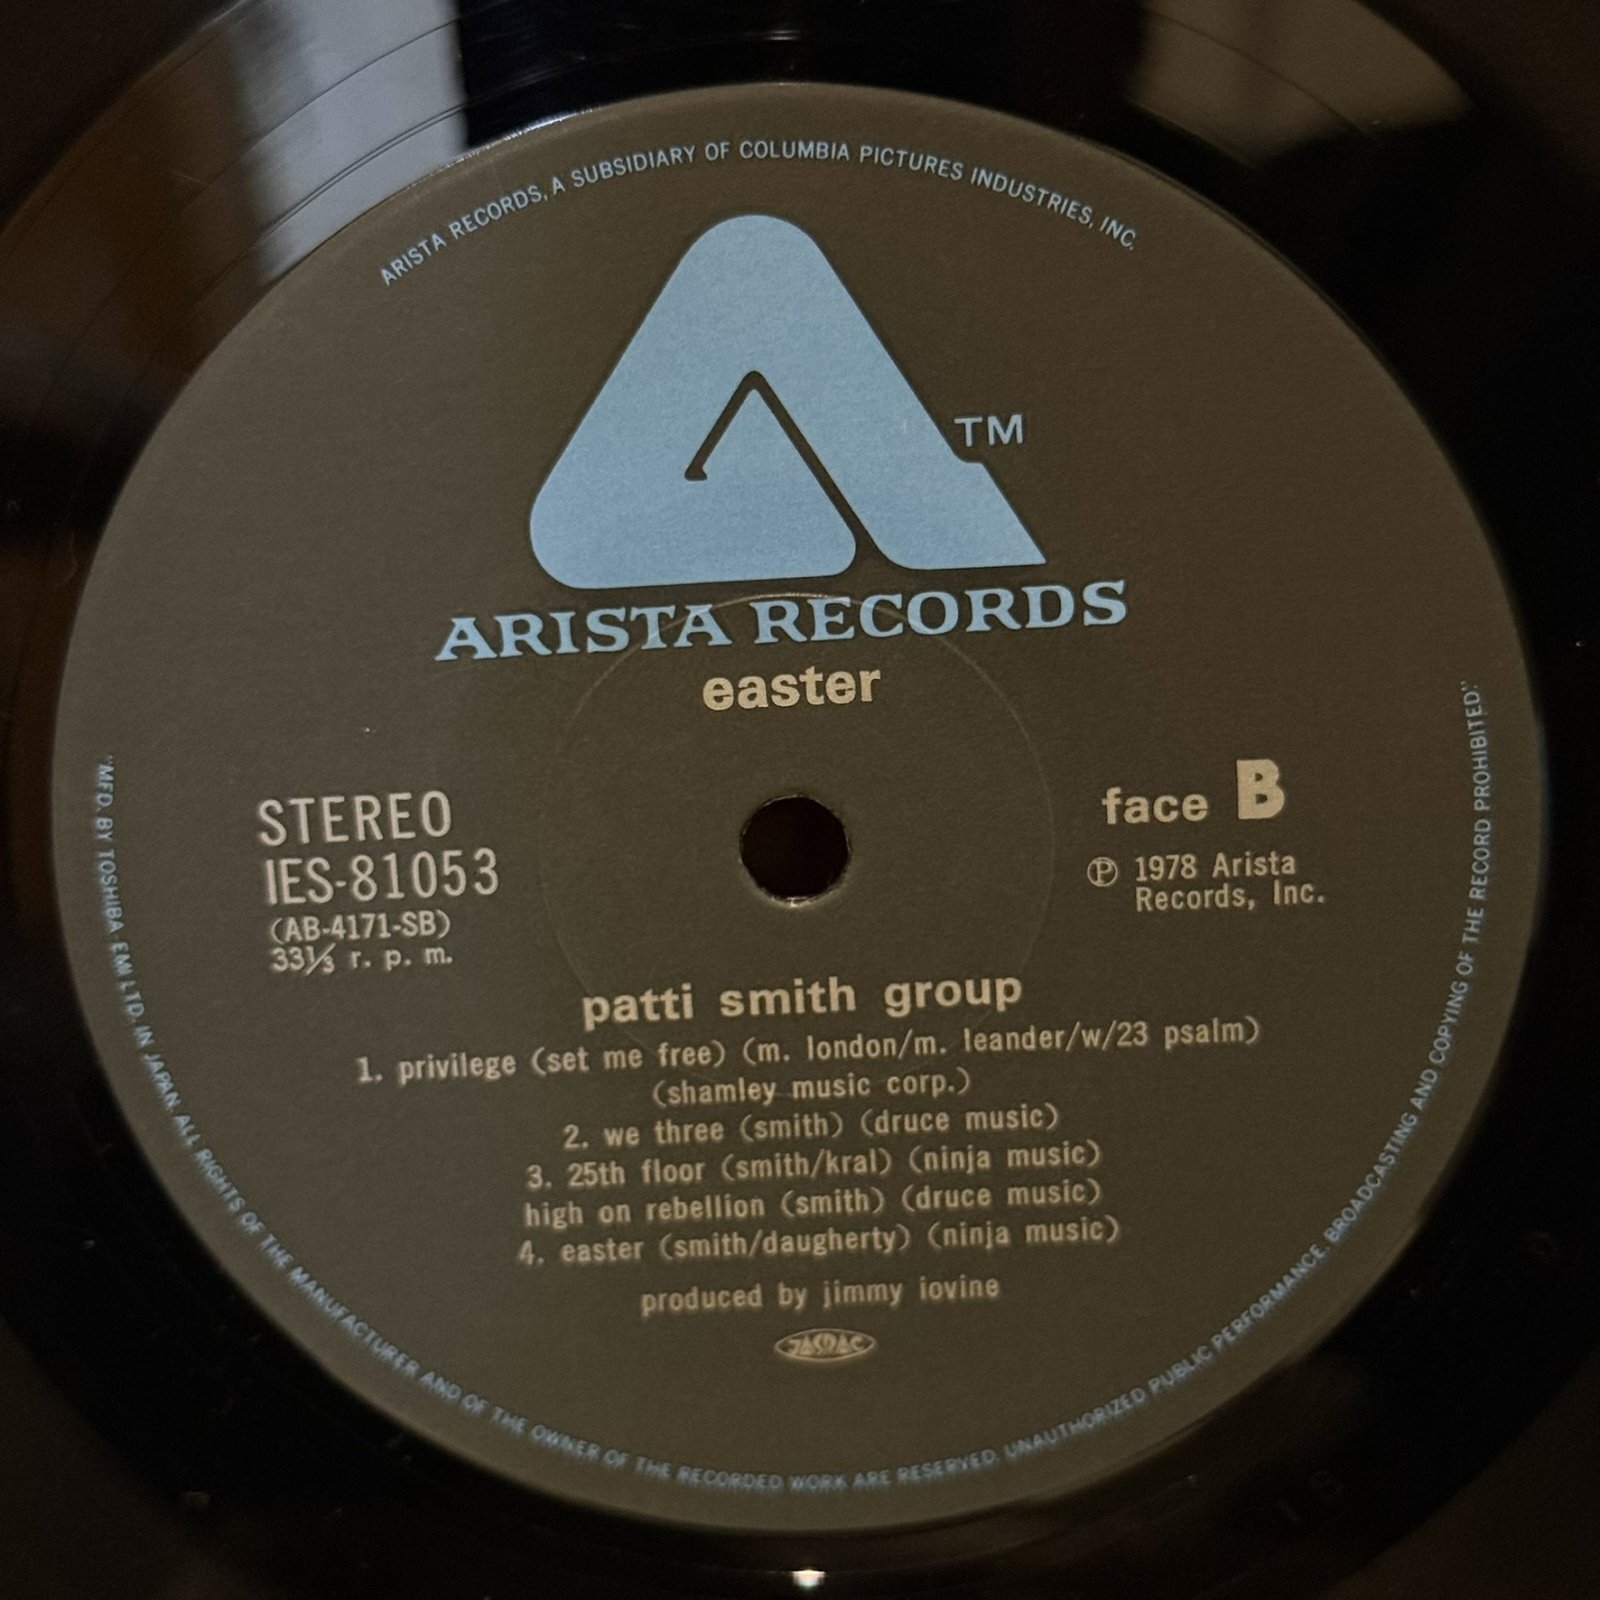 ARISTA RECORDS, A SUBSIDIARY OF COLUMBIA PICTURES INDUSTRIES, INC.
TM
ARISTA RECORDS
easter
STEREO
IES-81053
(AB-4171-SB)
33⅓ r. p. m.
face B
Ⓟ 1978 Arista
Records, Inc.
patti smith group
1. privilege (set me free) (m. london/m. leander/w/23 psalm)
(shamley music corp.)
2. we three (smith) (druce music)
3. 25th floor (smith/kral) (ninja music)
high on rebellion (smith) (druce music)
4. easter (smith/daugherty) (ninja music)
produced by jimmy iovine
JASRAC
"MFD. BY TOSHIBA·EMI LTD. IN JAPAN. ALL RIGHTS OF THE MANUFACTURER AND OF THE OWNER OF THE RECORDED WORK ARE RESERVED. UNAUTHORIZED PUBLIC PERFORMANCE. BROADCASTING AND COPYING OF THE RECORD PROHIBITED."